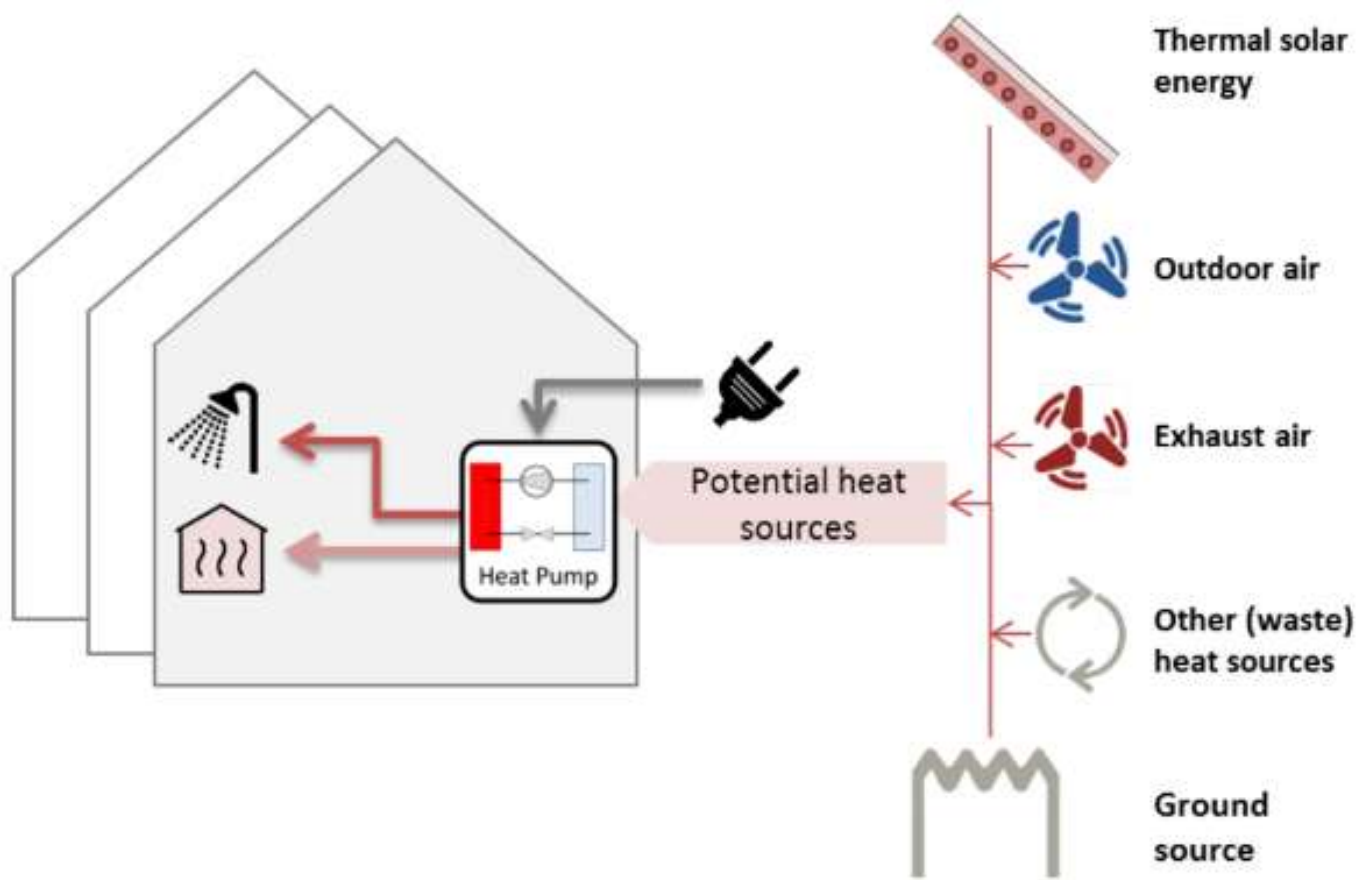 Thermal solar
energy
Outdoor air
Exhaust air
Potential heat
sources
Heat Pump
Other (waste)
heat sources
Ground
source